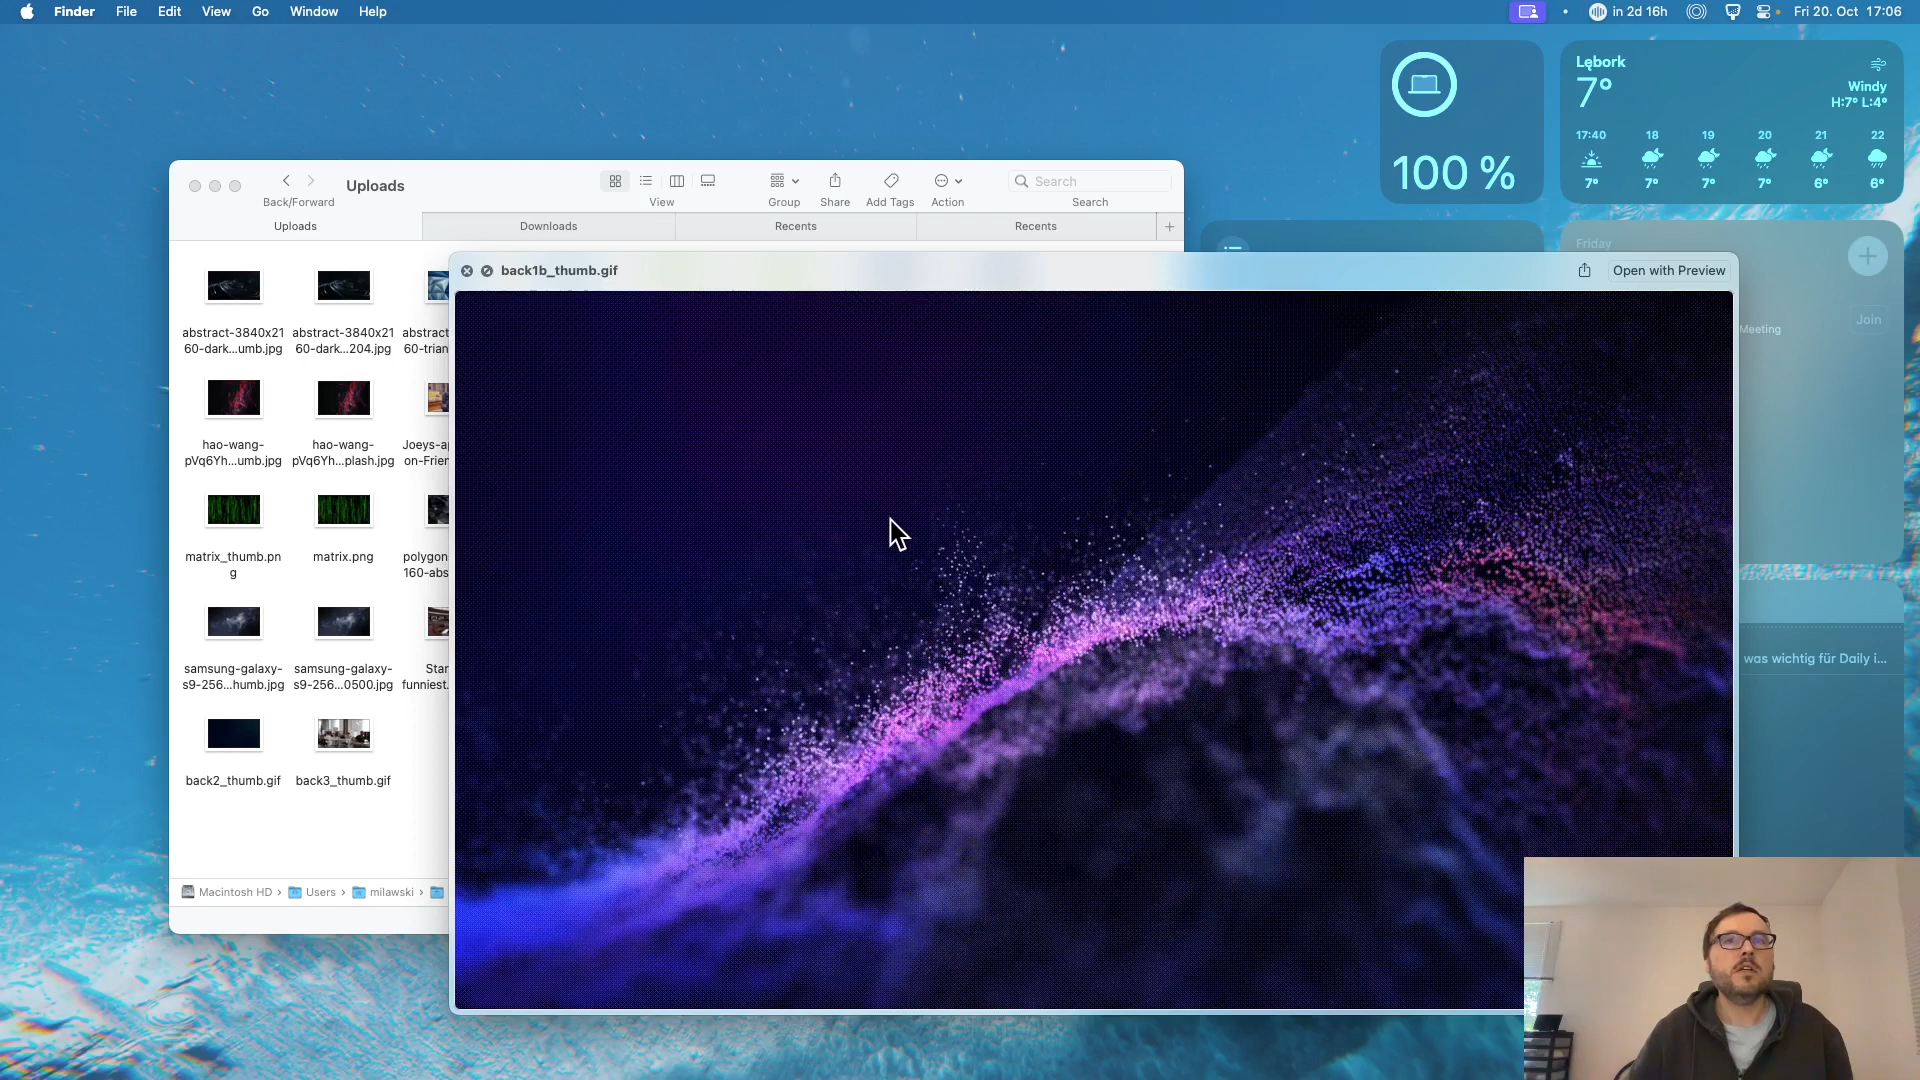 Finder File Edit View Go Window Help
in 2d 16h Fri 20. Oct 17:06
100 %
Lębork
7°
Windy
H:7° L:4°
17:40 18 19 20 21 22
7° 7° 7° 7° 6° 6°
Friday
Meeting
Join
was wichtig für Daily i...
Uploads
Back/Forward
View Group Share Add Tags Action Search
Search
Uploads Downloads Recents Recents
abstract-3840x21
60-dark...umb.jpg
abstract-3840x21
60-dark...204.jpg
abstract
60-trian
hao-wang-
pVq6Yh...umb.jpg
hao-wang-
pVq6Yh...plash.jpg
Joeys-a
on-Frien
matrix_thumb.pn
g
matrix.png
polygon
160-abs
samsung-galaxy-
s9-256...humb.jpg
samsung-galaxy-
s9-256...0500.jpg
Star
funniest.
back2_thumb.gif
back3_thumb.gif
Macintosh HD › Users › milawski ›
back1b_thumb.gif
Open with Preview